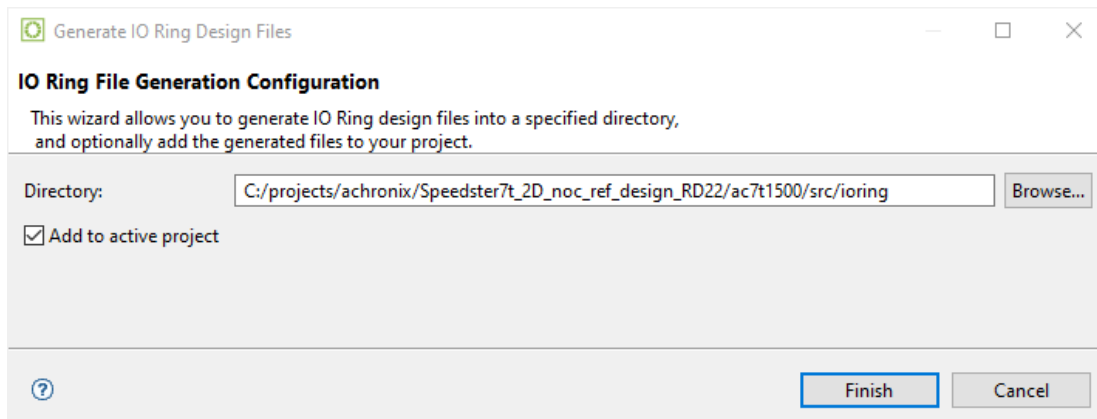 Generate IO Ring Design Files
IO Ring File Generation Configuration
This wizard allows you to generate IO Ring design files into a specified directory,
and optionally add the generated files to your project.
Directory: C:/projects/achronix/Speedster7t_2D_noc_ref_design_RD22/ac7t1500/src/ioring Browse...
Add to active project
? Finish Cancel